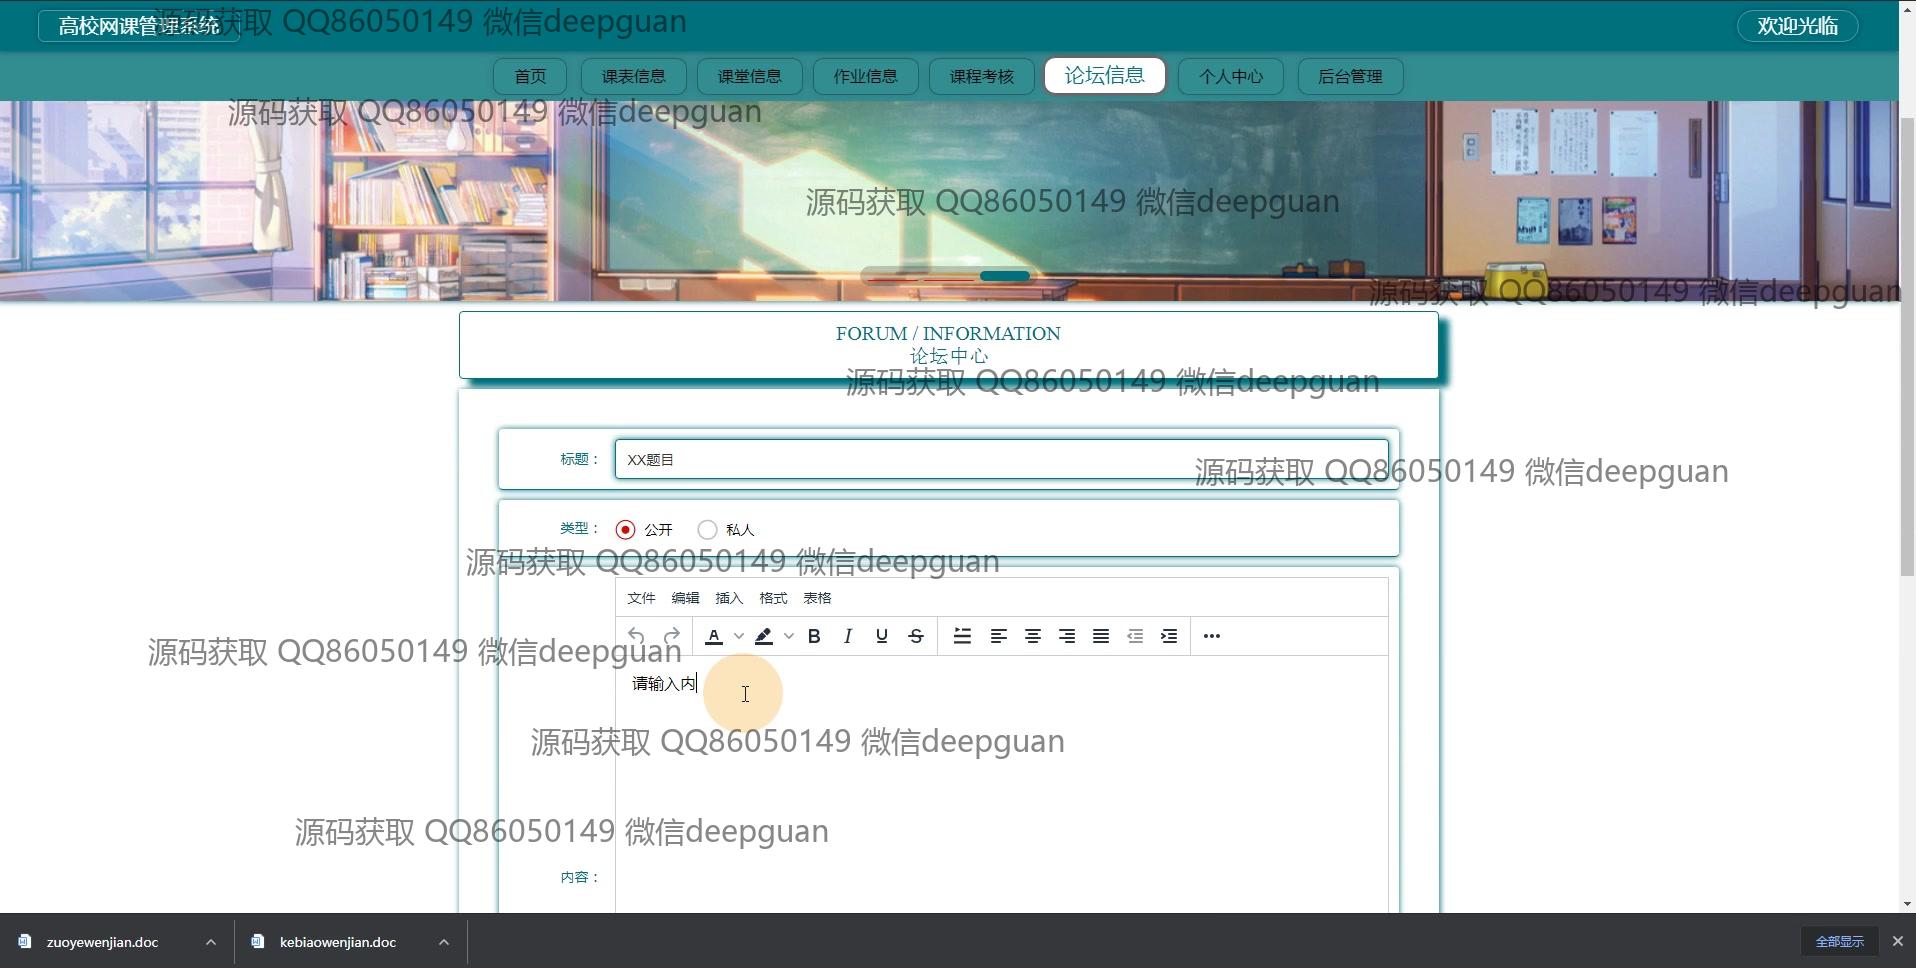 高校网课管理系统
源码获取 QQ86050149 微信deepguan
欢迎光临
首页 课表信息 课堂信息 作业信息 课程考核 论坛信息 个人中心 后台管理
源码获取 QQ86050149 微信deepguan
源码获取 QQ86050149 微信deepguan
源码获取 QQ86050149 微信deepguan
FORUM / INFORMATION
论坛中心
源码获取 QQ86050149 微信deepguan
标题： XX题目
源码获取 QQ86050149 微信deepguan
类型： 公开 私人
源码获取 QQ86050149 微信deepguan
文件 编辑 插入 格式 表格
源码获取 QQ86050149 微信deepguan
请输入内
源码获取 QQ86050149 微信deepguan
源码获取 QQ86050149 微信deepguan
内容：
zuoyewenjian.doc kebiaowenjian.doc 全部显示